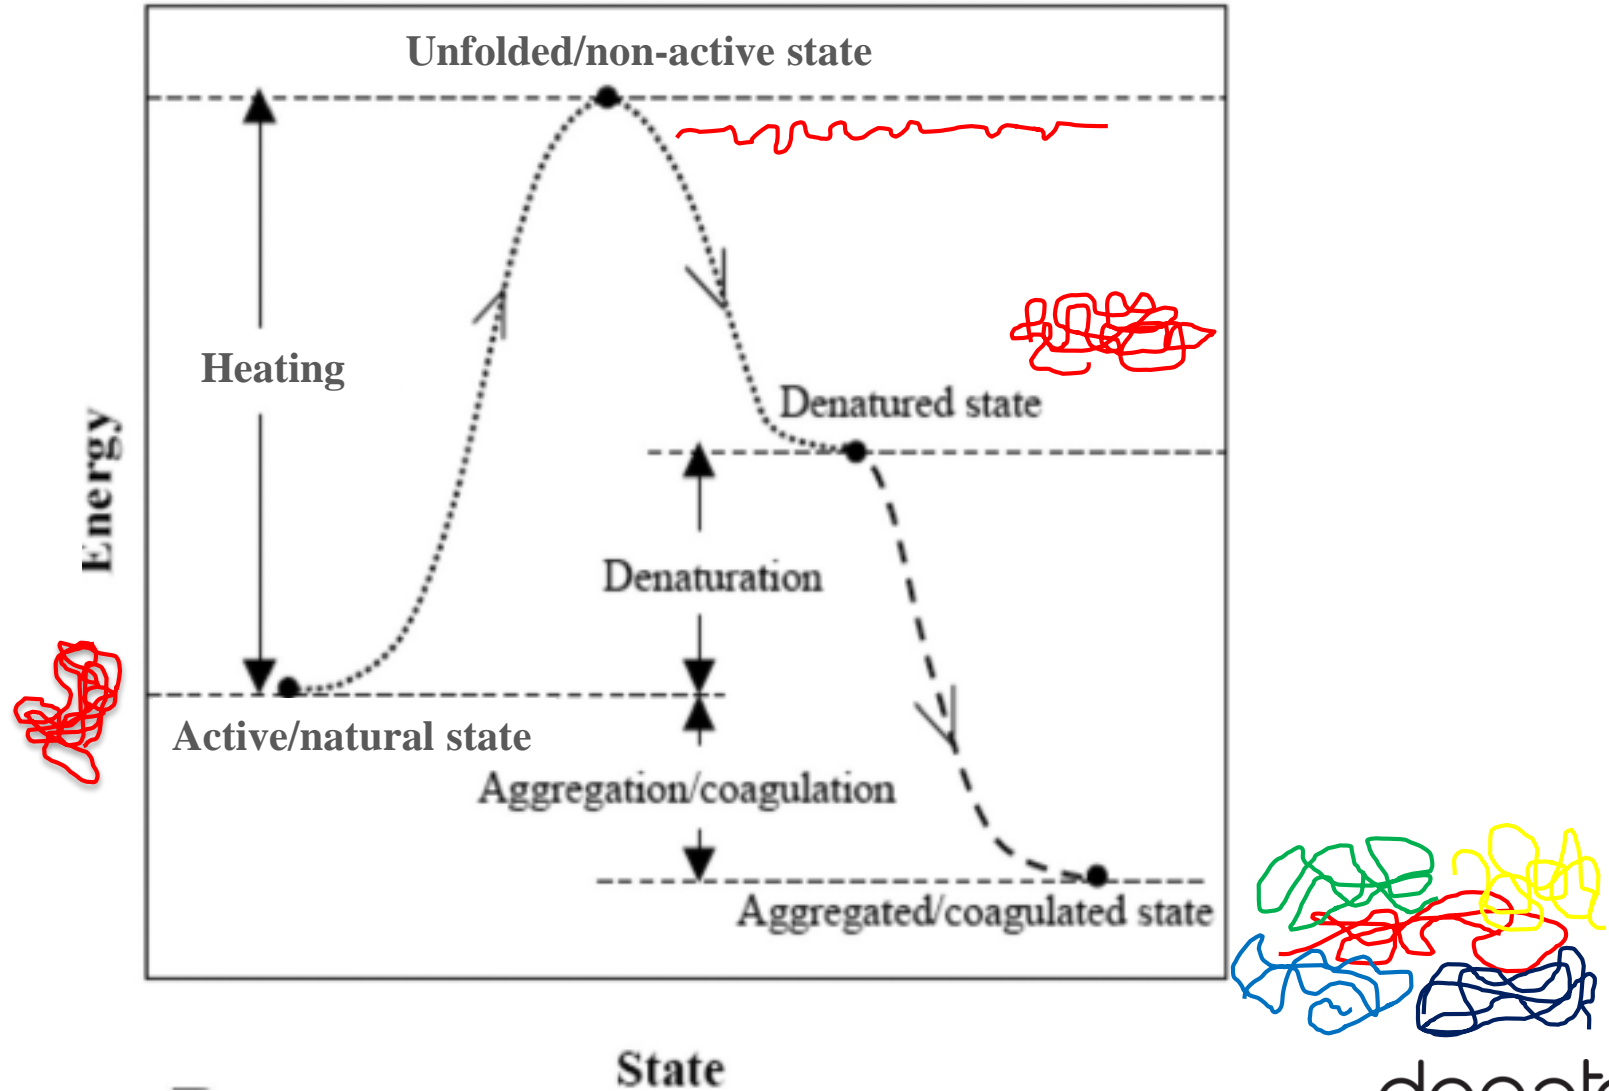 Unfolded/non-active state
Heating
Denatured state
Energy
Denaturation
Active/natural state
Aggregation/coagulation
Aggregated/coagulated state
State